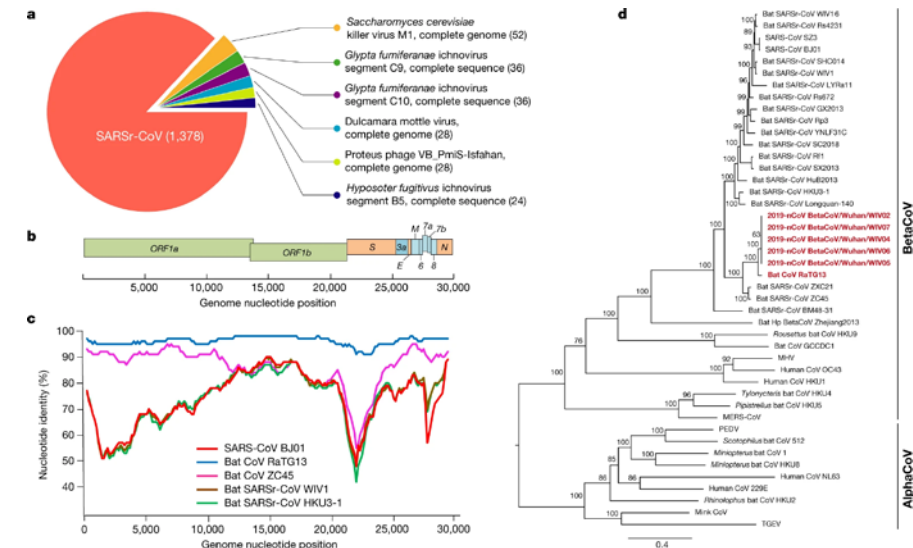 a
SARSr-CoV (1,378)
Saccharomyces cerevisiae
killer virus M1, complete genome (52)
Glypta fumiferanae ichnovirus
segment C9, complete sequence (36)
Glypta fumiferanae ichnovirus
segment C10, complete sequence (36)
Dulcamara mottle virus,
complete genome (28)
Proteus phage VB_PmiS-Isfahan,
complete genome (28)
Hyposoter fugitivus ichnovirus
segment B5, complete sequence (24)
b
ORF1a
ORF1b
S
3a
E
M
6
7a
7b
8
N
5,000
10,000
15,000
20,000
25,000
30,000
Genome nucleotide position
c
Nucleotide identity (%)
100
90
80
70
60
50
40
SARS-CoV BJ01
Bat CoV RaTG13
Bat CoV ZC45
Bat SARSr-CoV WIV1
Bat SARSr-CoV HKU3-1
0
5,000
10,000
15,000
20,000
25,000
30,000
Genome nucleotide position
d
Bat SARSr-CoV WIV16
Bat SARSr-CoV Rs4231
SARS-CoV SZ3
SARS-CoV BJ01
Bat SARSr-CoV SHC014
Bat SARSr-CoV WIV1
Bat SARSr-CoV LYRa11
Bat SARSr-CoV Rs672
Bat SARSr-CoV GX2013
Bat SARSr-CoV Rp3
Bat SARSr-CoV YNLF31C
Bat SARSr-CoV SC2018
Bat SARSr-CoV Rf1
Bat SARSr-CoV SX2013
Bat SARSr-CoV HuB2013
Bat SARSr-CoV HKU3-1
Bat SARSr-CoV Longquan-140
2019-nCoV BetaCoV/Wuhan/WIV02
2019-nCoV BetaCoV/Wuhan/WIV07
2019-nCoV BetaCoV/Wuhan/WIV04
2019-nCoV BetaCoV/Wuhan/WIV06
2019-nCoV BetaCoV/Wuhan/WIV05
Bat CoV RaTG13
Bat SARSr-CoV ZXC21
Bat SARSr-CoV ZC45
Bat SARSr-CoV BM48-31
Bat Hp BetaCoV Zhejiang2013
Rousettus bat CoV HKU9
Bat CoV GCCDC1
MHV
Human CoV OC43
Human CoV HKU1
Tylonycteris bat CoV HKU4
Pipistrellus bat CoV HKU5
MERS-CoV
PEDV
Scotophilus bat CoV 512
Miniopterus bat CoV 1
Miniopterus bat CoV HKU8
Human CoV NL63
Human CoV 229E
Rhinolophus bat CoV HKU2
Mink CoV
TGEV
BetaCoV
AlphaCoV
0.4